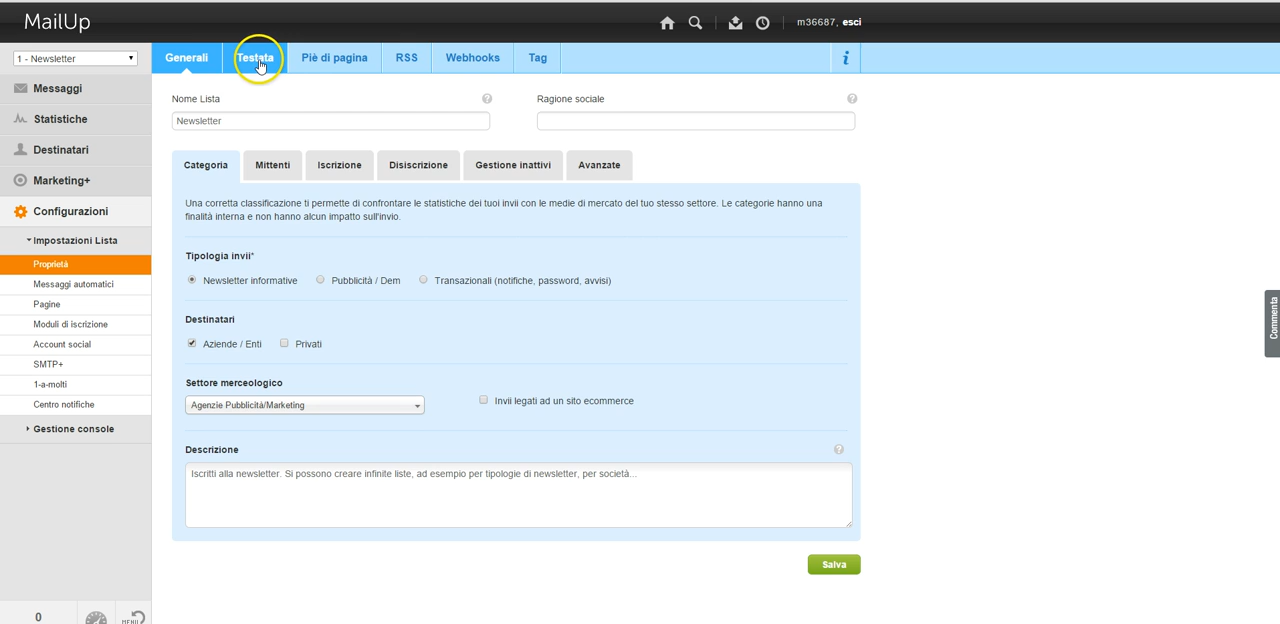 MailUp
m36687, esci
1 - Newsletter
Messaggi
Statistiche
Destinatari
Marketing+
Configurazioni
Impostazioni Lista
Proprietà
Messaggi automatici
Pagine
Moduli di iscrizione
Account social
SMTP+
1-a-molti
Centro notifiche
Gestione console
0
MENU
Generali Testata Piè di pagina RSS Webhooks Tag i
Nome Lista ? Ragione sociale ?
Newsletter
Categoria Mittenti Iscrizione Disiscrizione Gestione inattivi Avanzate
Una corretta classificazione ti permette di confrontare le statistiche dei tuoi invii con le medie di mercato del tuo stesso settore. Le categorie hanno una
finalità interna e non hanno alcun impatto sull'invio.
Tipologia invii*
Newsletter informative Pubblicità / Dem Transazionali (notifiche, password, avvisi)
Destinatari
Aziende / Enti Privati
Settore merceologico
Agenzie Pubblicità/Marketing Invii legati ad un sito ecommerce
Descrizione ?
Iscritti alla newsletter. Si possono creare infinite liste, ad esempio per tipologie di newsletter, per società...
Salva
Commenta